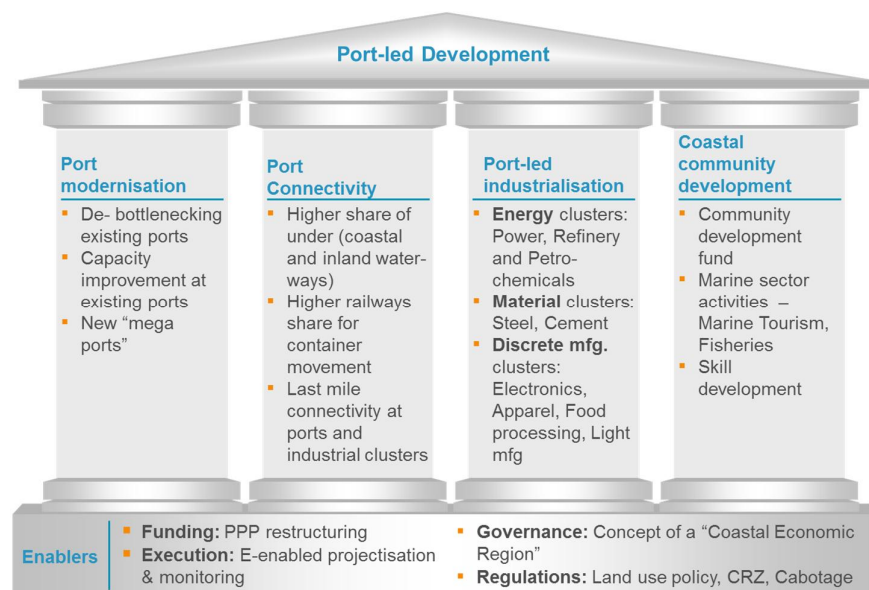 Port-led Development
Port
modernisation
De- bottlenecking
existing ports
Capacity
improvement at
existing ports
New “mega
ports”
Port
Connectivity
Higher share of
under (coastal
and inland water-
ways)
Higher railways
share for
container
movement
Last mile
connectivity at
ports and
industrial clusters
Port-led
industrialisation
Energy clusters:
Power, Refinery
and Petro-
chemicals
Material clusters:
Steel, Cement
Discrete mfg.
clusters:
Electronics,
Apparel, Food
processing, Light
mfg
Coastal
community
development
Community
development
fund
Marine sector
activities –
Marine Tourism,
Fisheries
Skill
development
Enablers
Funding: PPP restructuring
Execution: E-enabled projectisation
& monitoring
Governance: Concept of a “Coastal Economic
Region”
Regulations: Land use policy, CRZ, Cabotage